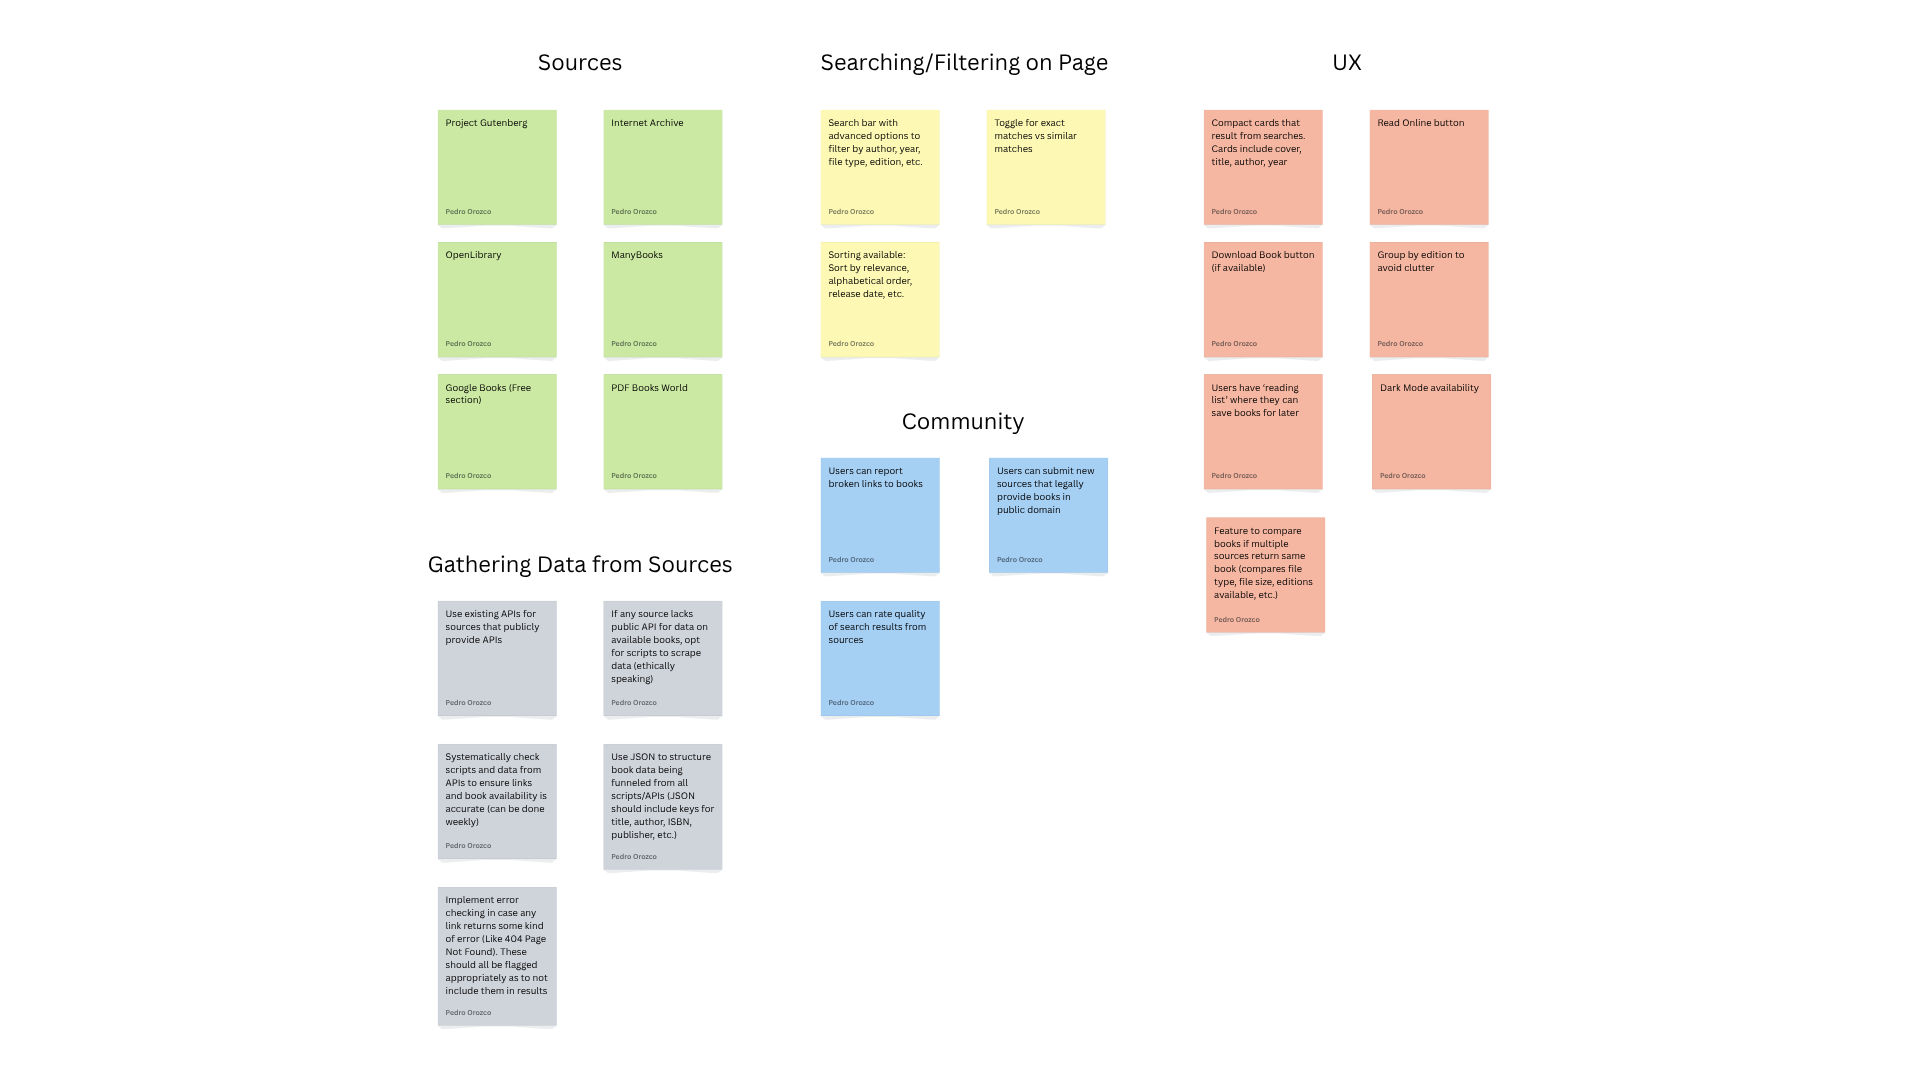 Sources
Project Gutenberg
Pedro Orozco
Internet Archive
Pedro Orozco
OpenLibrary
Pedro Orozco
ManyBooks
Pedro Orozco
Google Books (Free
section)
Pedro Orozco
PDF Books World
Pedro Orozco
Gathering Data from Sources
Use existing APIs for
sources that publicly
provide APIs
Pedro Orozco
If any source lacks
public API for data on
available books, opt
for scripts to scrape
data (ethically
speaking)
Pedro Orozco
Systematically check
scripts and data from
APIs to ensure links
and book availability is
accurate (can be done
weekly)
Pedro Orozco
Use JSON to structure
book data being
funneled from all
scripts/APIs (JSON
should include keys for
title, author, ISBN,
publisher, etc.)
Pedro Orozco
Implement error
checking in case any
link returns some kind
of error (Like 404 Page
Not Found). These
should all be flagged
appropriately as to not
include them in results
Pedro Orozco
Searching/Filtering on Page
Search bar with
advanced options to
filter by author, year,
file type, edition, etc.
Pedro Orozco
Toggle for exact
matches vs similar
matches
Pedro Orozco
Sorting available:
Sort by relevance,
alphabetical order,
release date, etc.
Pedro Orozco
Community
Users can report
broken links to books
Pedro Orozco
Users can submit new
sources that legally
provide books in
public domain
Pedro Orozco
Users can rate quality
of search results from
sources
Pedro Orozco
UX
Compact cards that
result from searches.
Cards include cover,
title, author, year
Pedro Orozco
Read Online button
Pedro Orozco
Download Book button
(if available)
Pedro Orozco
Group by edition to
avoid clutter
Pedro Orozco
Users have ‘reading
list’ where they can
save books for later
Pedro Orozco
Dark Mode availability
Pedro Orozco
Feature to compare
books if multiple
sources return same
book (compares file
type, file size, editions
available, etc.)
Pedro Orozco